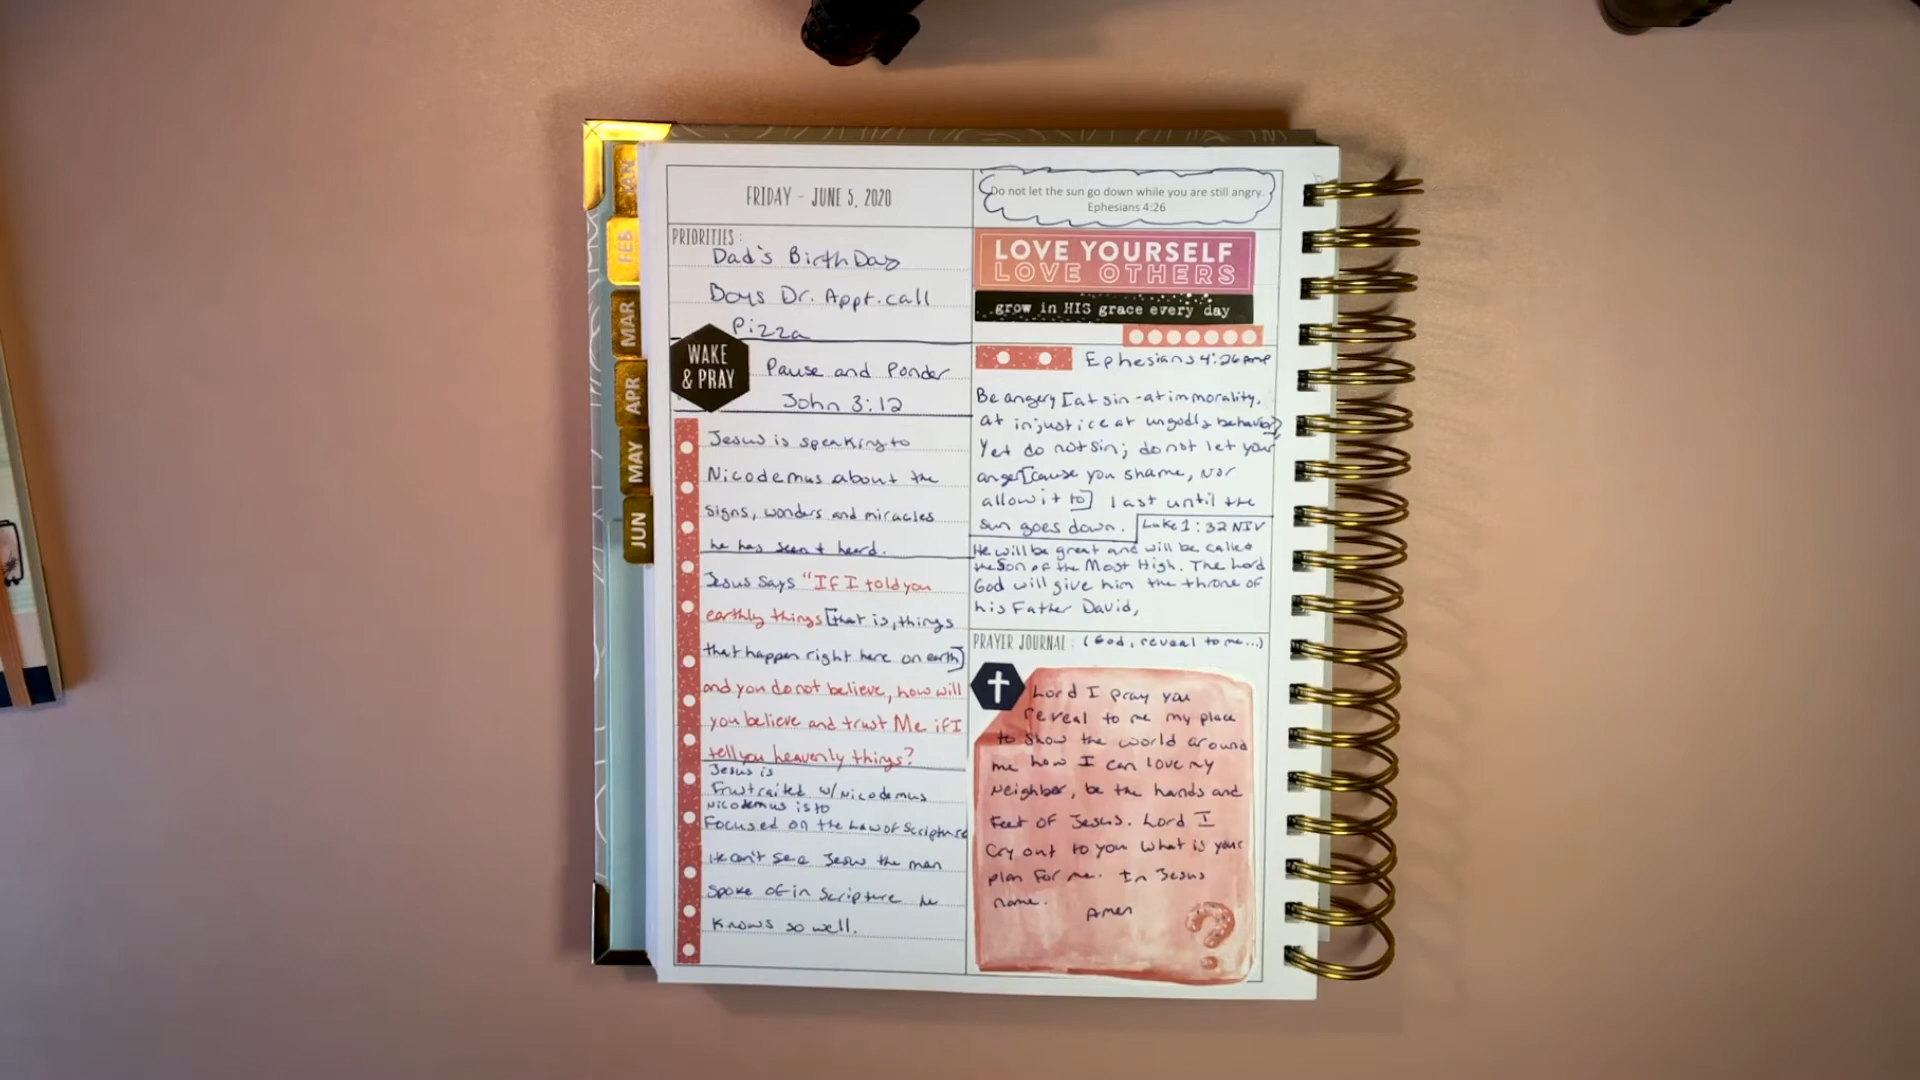 JAN
FEB
MAR
APR
MAY
JUN
FRIDAY - JUNE 5, 2020
PRIORITIES:
Dad's BirthDay
Boys Dr. Appt. call
Pizza
WAKE
& PRAY
Pause and Ponder
John 3:12
Jesus is speaking to
Nicodemus about the
signs, wonders and miracles
he has seen + heard.
Jesus says "If I told you
earthly things [that is, things
that happen right here on earth]
and you do not believe, how will
you believe and trust Me if I
tell you heavenly things?
Jesus is
Frustraited w/Nicodemus
Nicodemus is to
Focused on the Law of Scripture
He can't see Jesus the man
spoke of in Scripture he
knows so well.
Do not let the sun go down while you are still angry.
Ephesians 4:26
LOVE YOURSELF
LOVE OTHERS
grow in HIS grace every day
Ephesians 4:26 AMP
Be angery [at sin - at immorality,
at injustice at ungodly behavior]
Yet do not sin; do not let your
anger [cause you shame, nor
allow it to] last until the
sun goes down.
Luke 1:32 NIV
He will be great and will be called
the Son of the Most High. The Lord
God will give him the throne of
his Father David,
PRAYER JOURNAL: (God, reveal to me...)
Lord I pray you
reveal to me my place
to show the world around
me how I can love my
Neighbor, be the hands and
feet of Jesus. Lord I
Cry out to you what is your
plan for me. In Jesus
name.
Amen
?